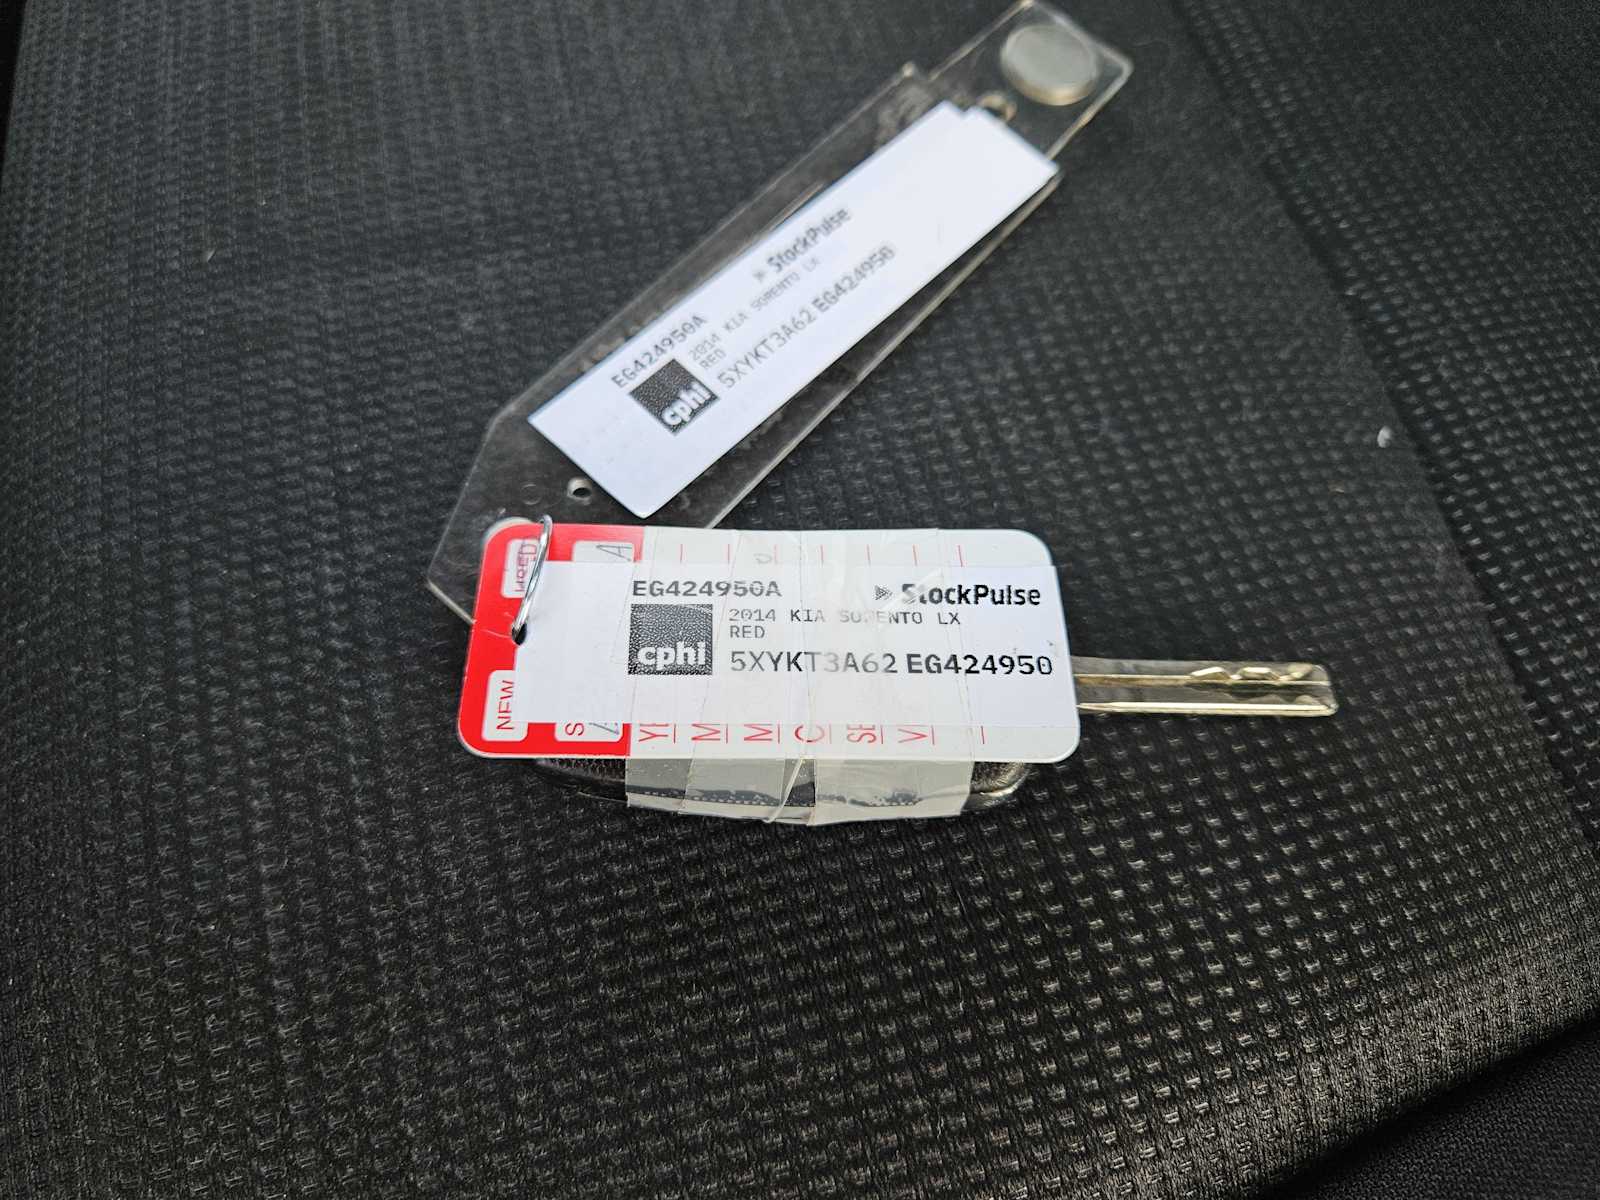 StockPulse
EG424950A
2014 KIA SORENTO LX
RED
cphi
5XYKT3A62 EG424950
USED
A
NEW
EG424950A
StockPulse
2014 KIA SORENTO LX
RED
cphi
5XYKT3A62 EG424950